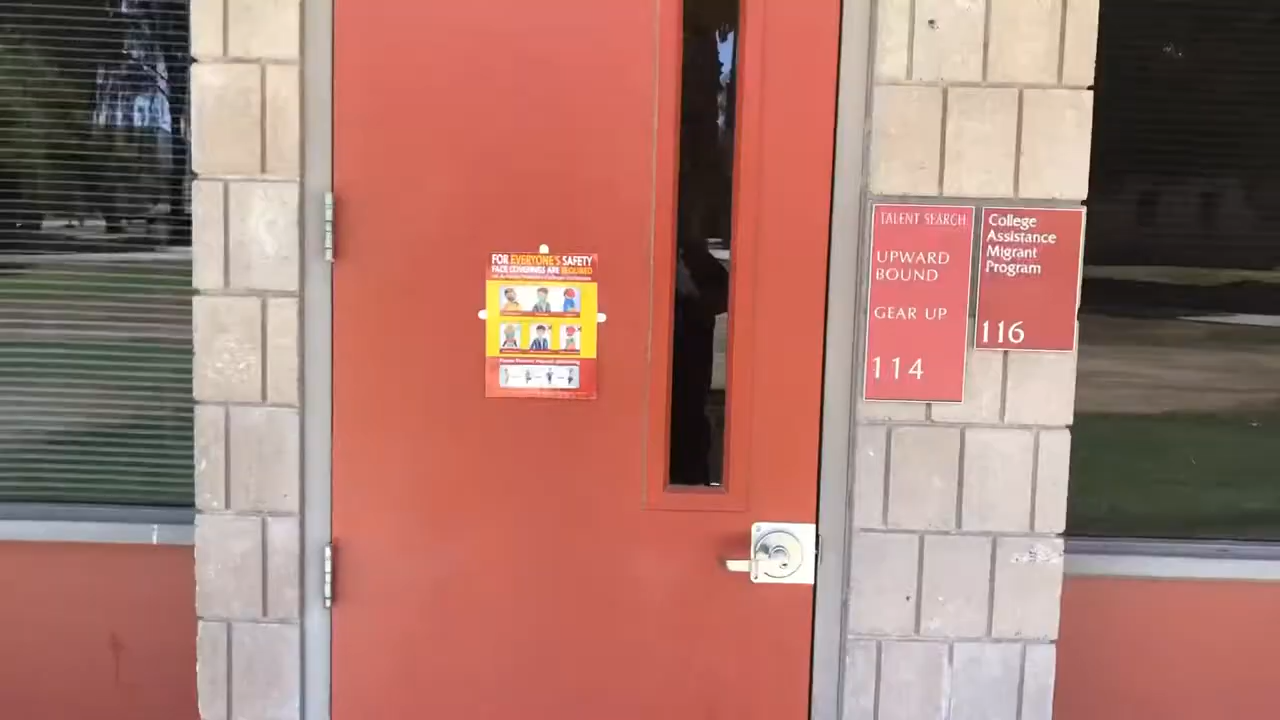 FOR EVERYONE'S SAFETY
FACE COVERINGS ARE REQUIRED
TALENT SEARCH
UPWARD
BOUND
GEAR UP
114
College
Assistance
Migrant
Program
116